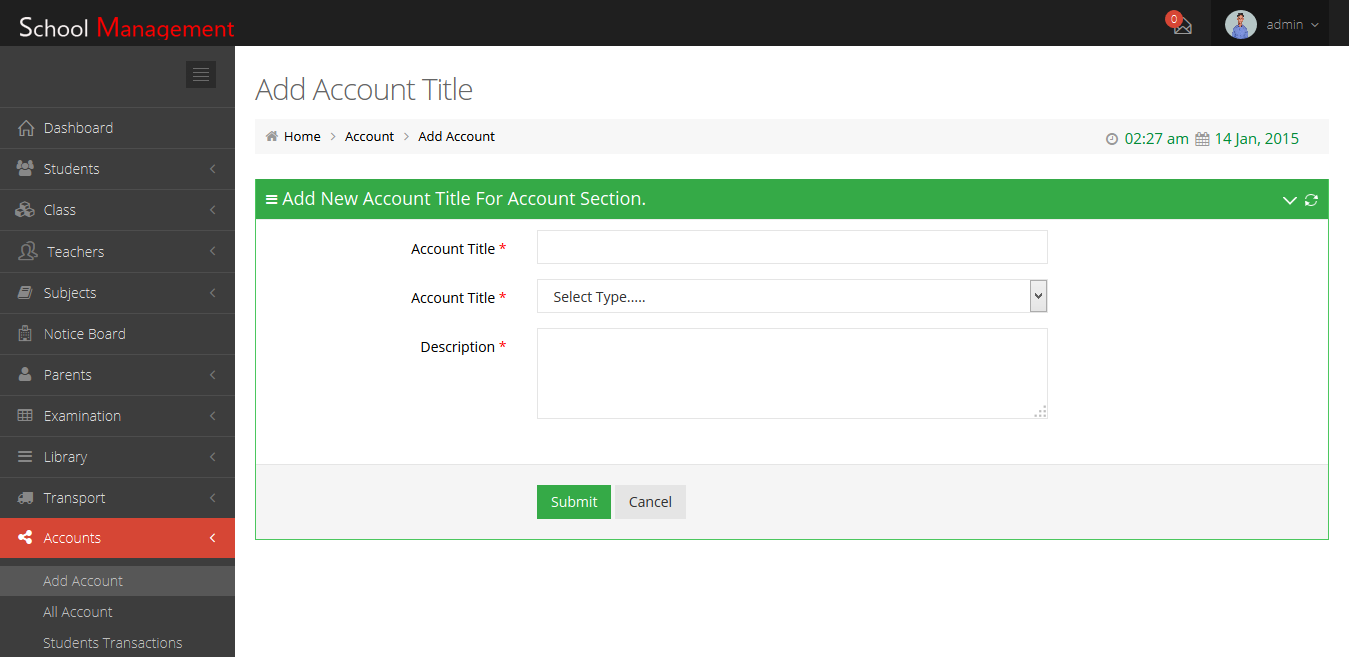 School Management
0
admin
Add Account Title
Home
Account
Add Account
02:27 am
14 Jan, 2015
Dashboard
Students
Class
Teachers
Subjects
Notice Board
Parents
Examination
Library
Transport
Accounts
Add Account
All Account
Students Transactions
Add New Account Title For Account Section.
Account Title *
Account Title *
Select Type.....
Description *
Submit
Cancel